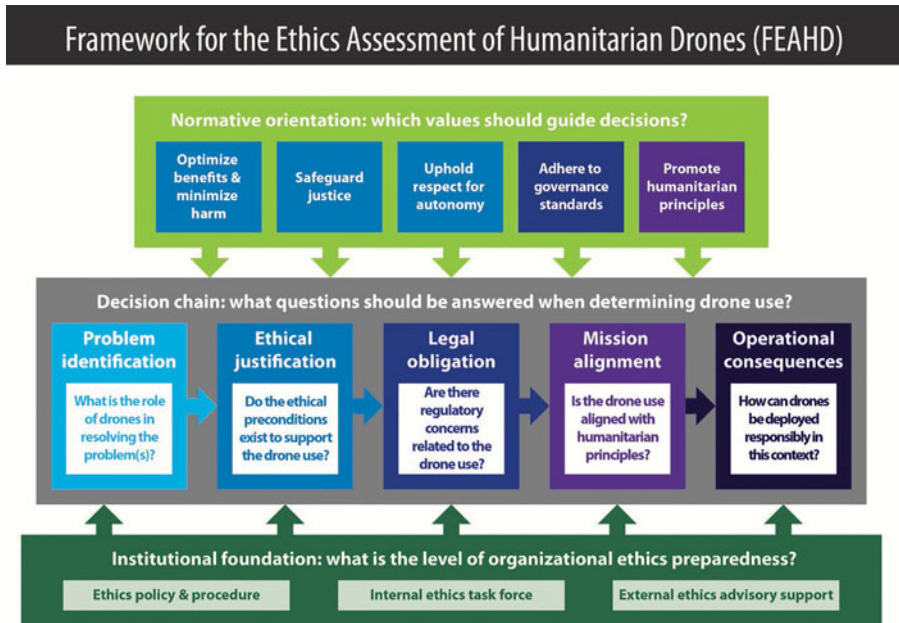 Framework for the Ethics Assessment of Humanitarian Drones (FEAHD)
Normative orientation: which values should guide decisions?
Optimize
benefits &
minimize
harm
Safeguard
justice
Uphold
respect for
autonomy
Adhere to
governance
standards
Promote
humanitarian
principles
Decision chain: what questions should be answered when determining drone use?
Problem
identification
What is the role
of drones in
resolving the
problem(s)?
Ethical
justification
Do the ethical
preconditions
exist to support
the drone use?
Legal
obligation
Are there
regulatory
concerns
related to the
drone use?
Mission
alignment
Is the drone use
aligned with
humanitarian
principles?
Operational
consequences
How can drones
be deployed
responsibly in
this context?
Institutional foundation: what is the level of organizational ethics preparedness?
Ethics policy & procedure
Internal ethics task force
External ethics advisory support